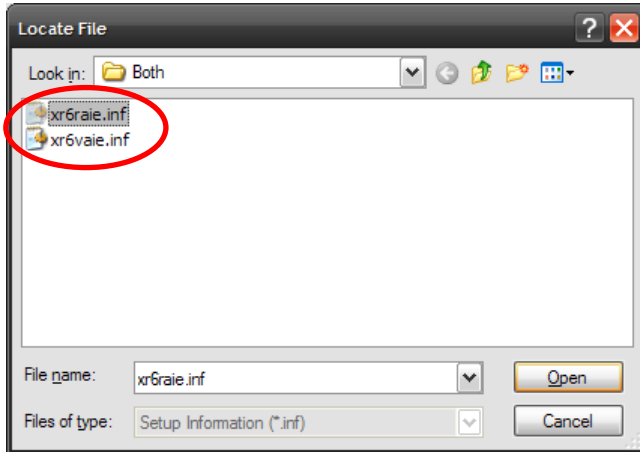 Locate File
Look in: Both
xr6raie.inf
xr6vaie.inf
File name: xr6raie.inf Open
Files of type: Setup Information (*.inf) Cancel